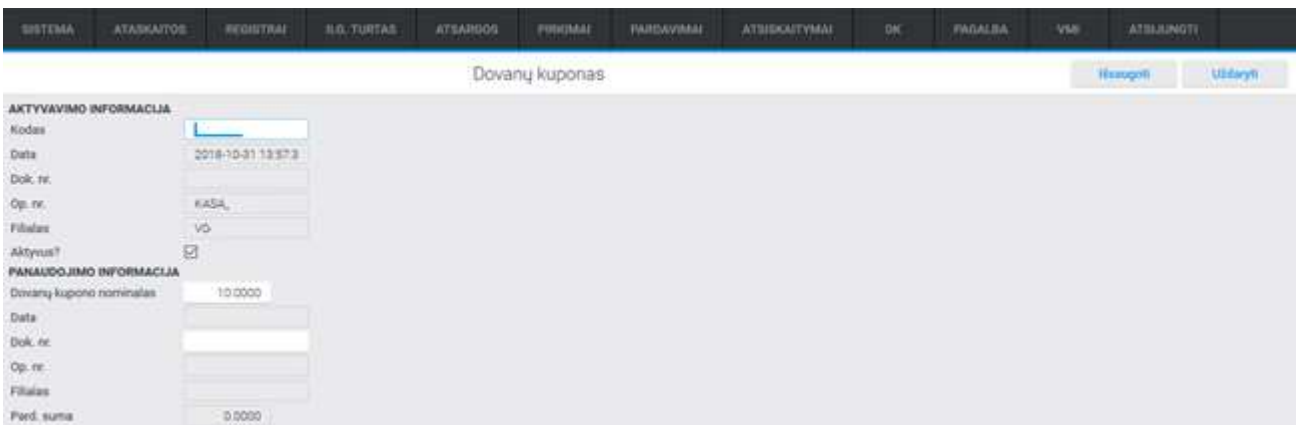 SISTEMA ATASKAITOS REGISTRAI ILG. TURTAS ATSARGOS PIRKIMAI PARDAVIMAI ATSISKAITYMAI DK PAGALBA VMI ATSIJUNGTI
Dovanų kuponas Išsaugoti Uždaryti
AKTYVAVIMO INFORMACIJA
Kodas
Data 2018-10-31 13:57:3
Dok. nr.
Op. nr. KASA_
Filialas VG
Aktyvus?
PANAUDOJIMO INFORMACIJA
Dovanų kupono nominalas 10.0000
Data
Dok. nr.
Op. nr.
Filialas
Pard. suma 0.0000